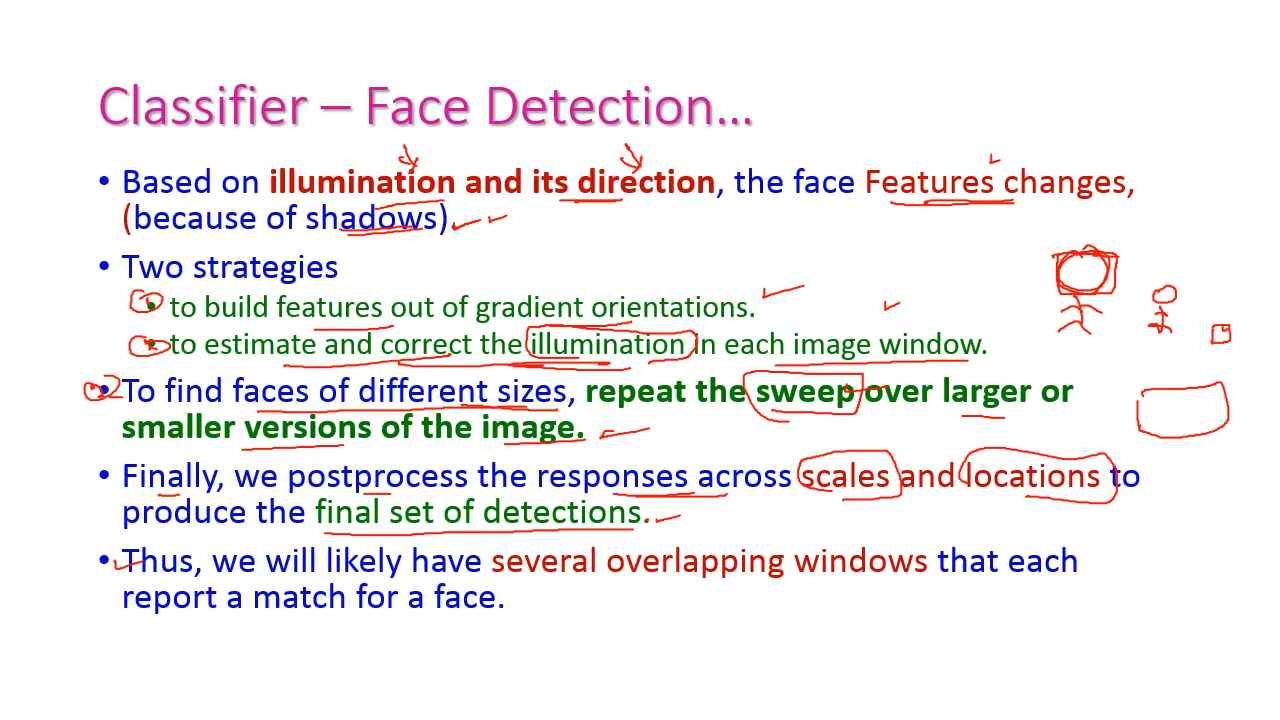 Classifier – Face Detection…
• Based on illumination and its direction, the face Features changes,
(because of shadows).
• Two strategies
• to build features out of gradient orientations.
• to estimate and correct the illumination in each image window.
• To find faces of different sizes, repeat the sweep over larger or
smaller versions of the image.
• Finally, we postprocess the responses across scales and locations to
produce the final set of detections.
• Thus, we will likely have several overlapping windows that each
report a match for a face.